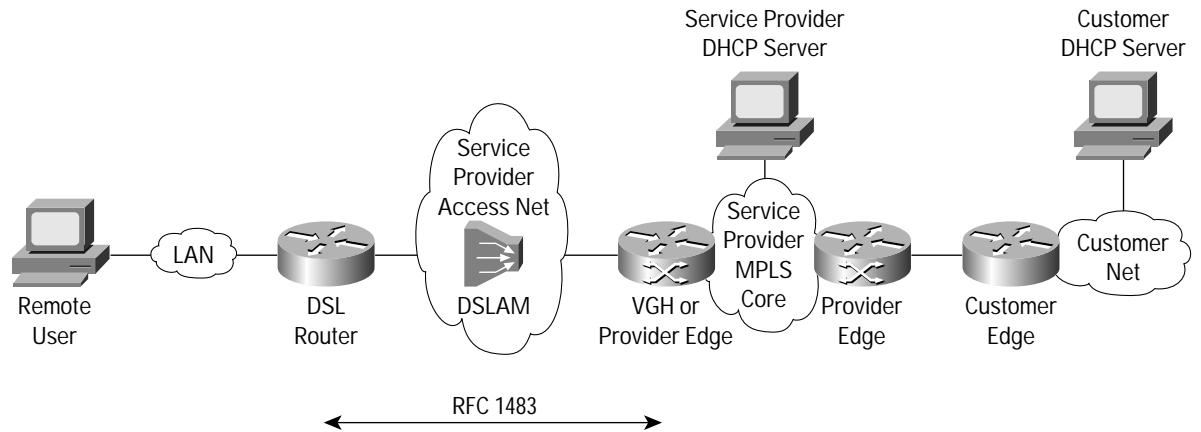 Service Provider
DHCP Server
Customer
DHCP Server
Service
Provider
Access Net
DSLAM
LAN
Service
Provider
MPLS
Core
Customer
Net
Remote
User
DSL
Router
VGH or
Provider Edge
Provider
Edge
Customer
Edge
RFC 1483